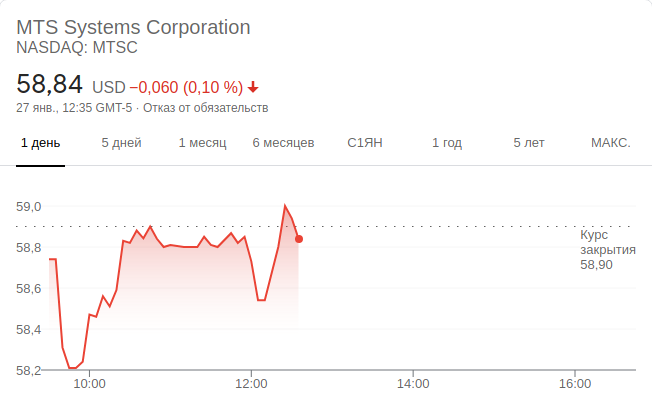 MTS Systems Corporation
NASDAQ: MTSC
58,84 USD −0,060 (0,10 %)
27 янв., 12:35 GMT-5 · Отказ от обязательств
1 день 5 дней 1 месяц 6 месяцев С1ЯН 1 год 5 лет МАКС.
59,0
58,8
58,6
58,4
58,2
Курс
закрытия
58,90
10:00 12:00 14:00 16:00